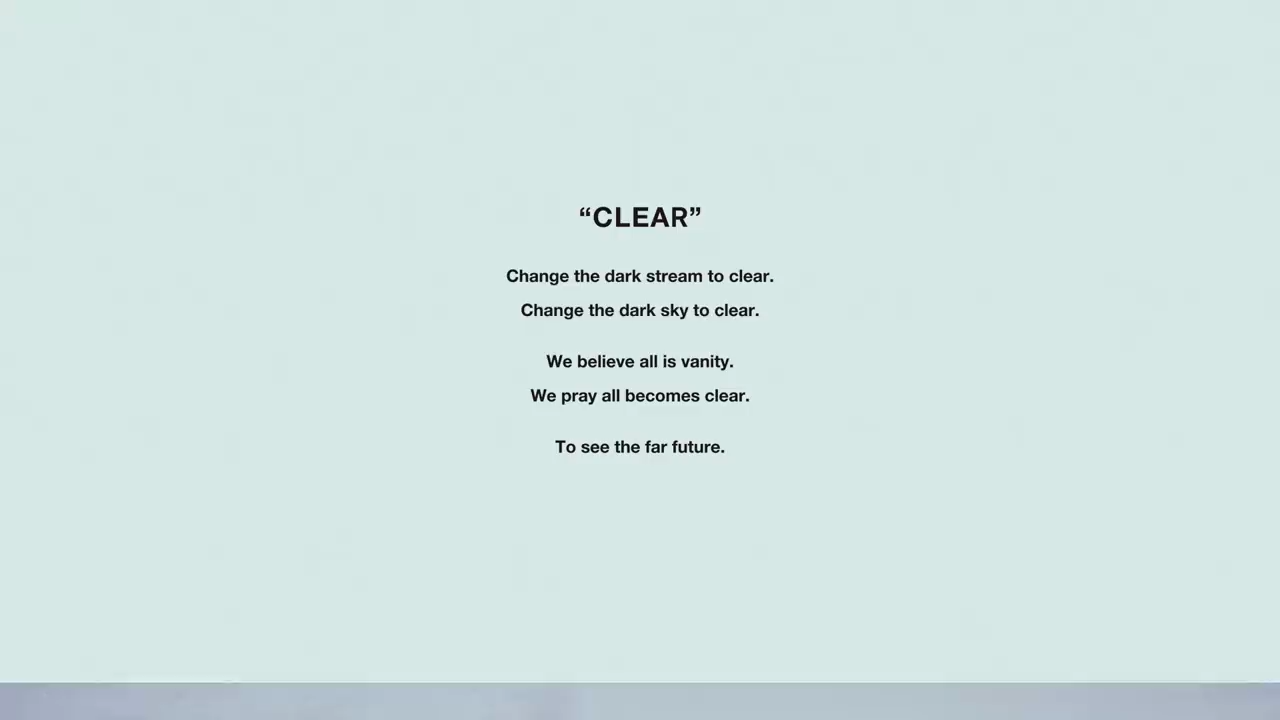 “CLEAR”
Change the dark stream to clear.
Change the dark sky to clear.
We believe all is vanity.
We pray all becomes clear.
To see the far future.